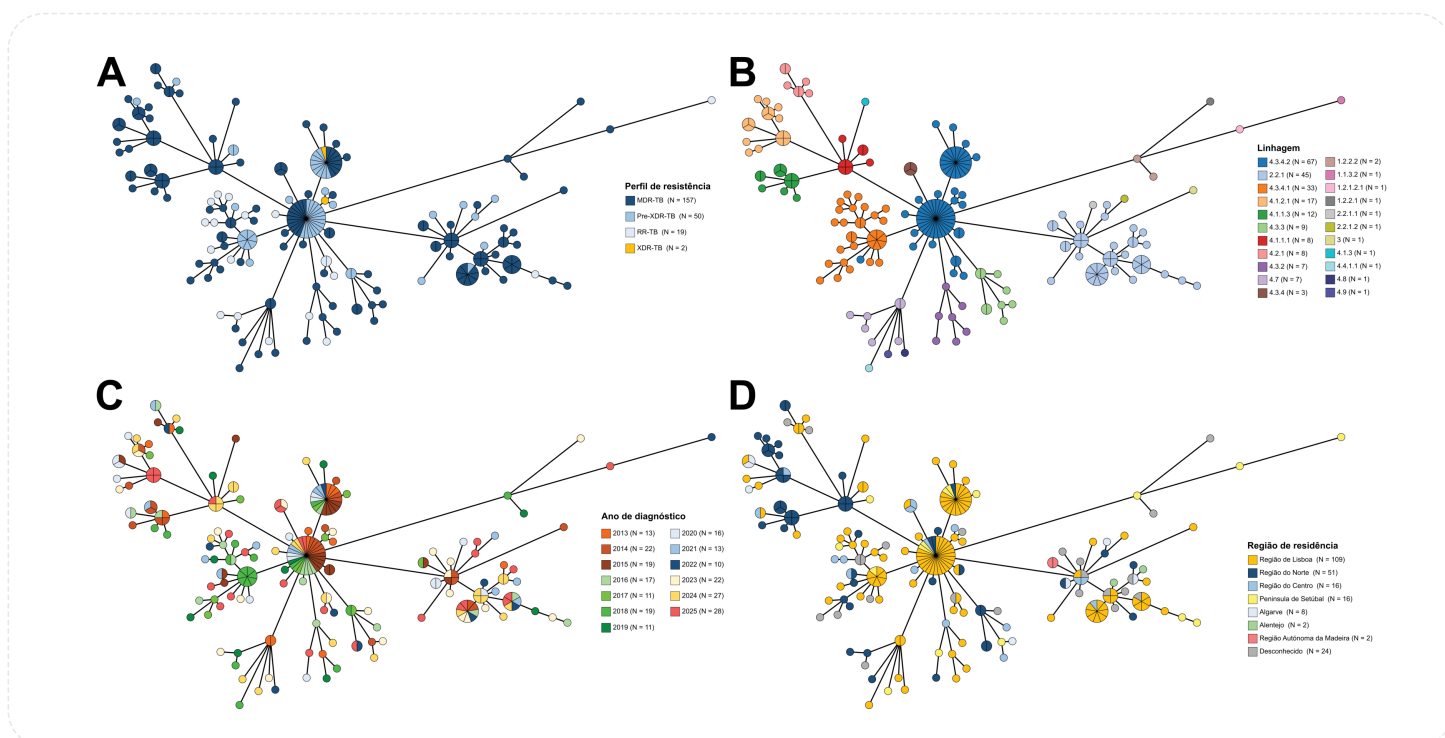 A
Perfil de resistência
MDR-TB (N = 157)
Pre-XDR-TB (N = 50)
RR-TB (N = 19)
XDR-TB (N = 2)
B
Linhagem
4.3.4.2 (N = 67) 1.2.2.2 (N = 2)
2.2.1 (N = 45) 1.1.3.2 (N = 1)
4.3.4.1 (N = 33) 1.2.1.2.1 (N = 1)
4.1.2.1 (N = 17) 1.2.2.1 (N = 1)
4.1.1.3 (N = 12) 2.2.1.1 (N = 1)
4.3.3 (N = 9) 2.2.1.2 (N = 1)
4.1.1.1 (N = 8) 3 (N = 1)
4.2.1 (N = 8) 4.1.3 (N = 1)
4.3.2 (N = 7) 4.4.1.1 (N = 1)
4.7 (N = 7) 4.8 (N = 1)
4.3.4 (N = 3) 4.9 (N = 1)
C
Ano de diagnóstico
2013 (N = 13) 2020 (N = 16)
2014 (N = 22) 2021 (N = 13)
2015 (N = 19) 2022 (N = 10)
2016 (N = 17) 2023 (N = 22)
2017 (N = 11) 2024 (N = 27)
2018 (N = 19) 2025 (N = 28)
2019 (N = 11)
D
Região de residência
Região de Lisboa (N = 109)
Região do Norte (N = 51)
Região do Centro (N = 16)
Península de Setúbal (N = 16)
Algarve (N = 8)
Alentejo (N = 2)
Região Autónoma da Madeira (N = 2)
Desconhecido (N = 24)